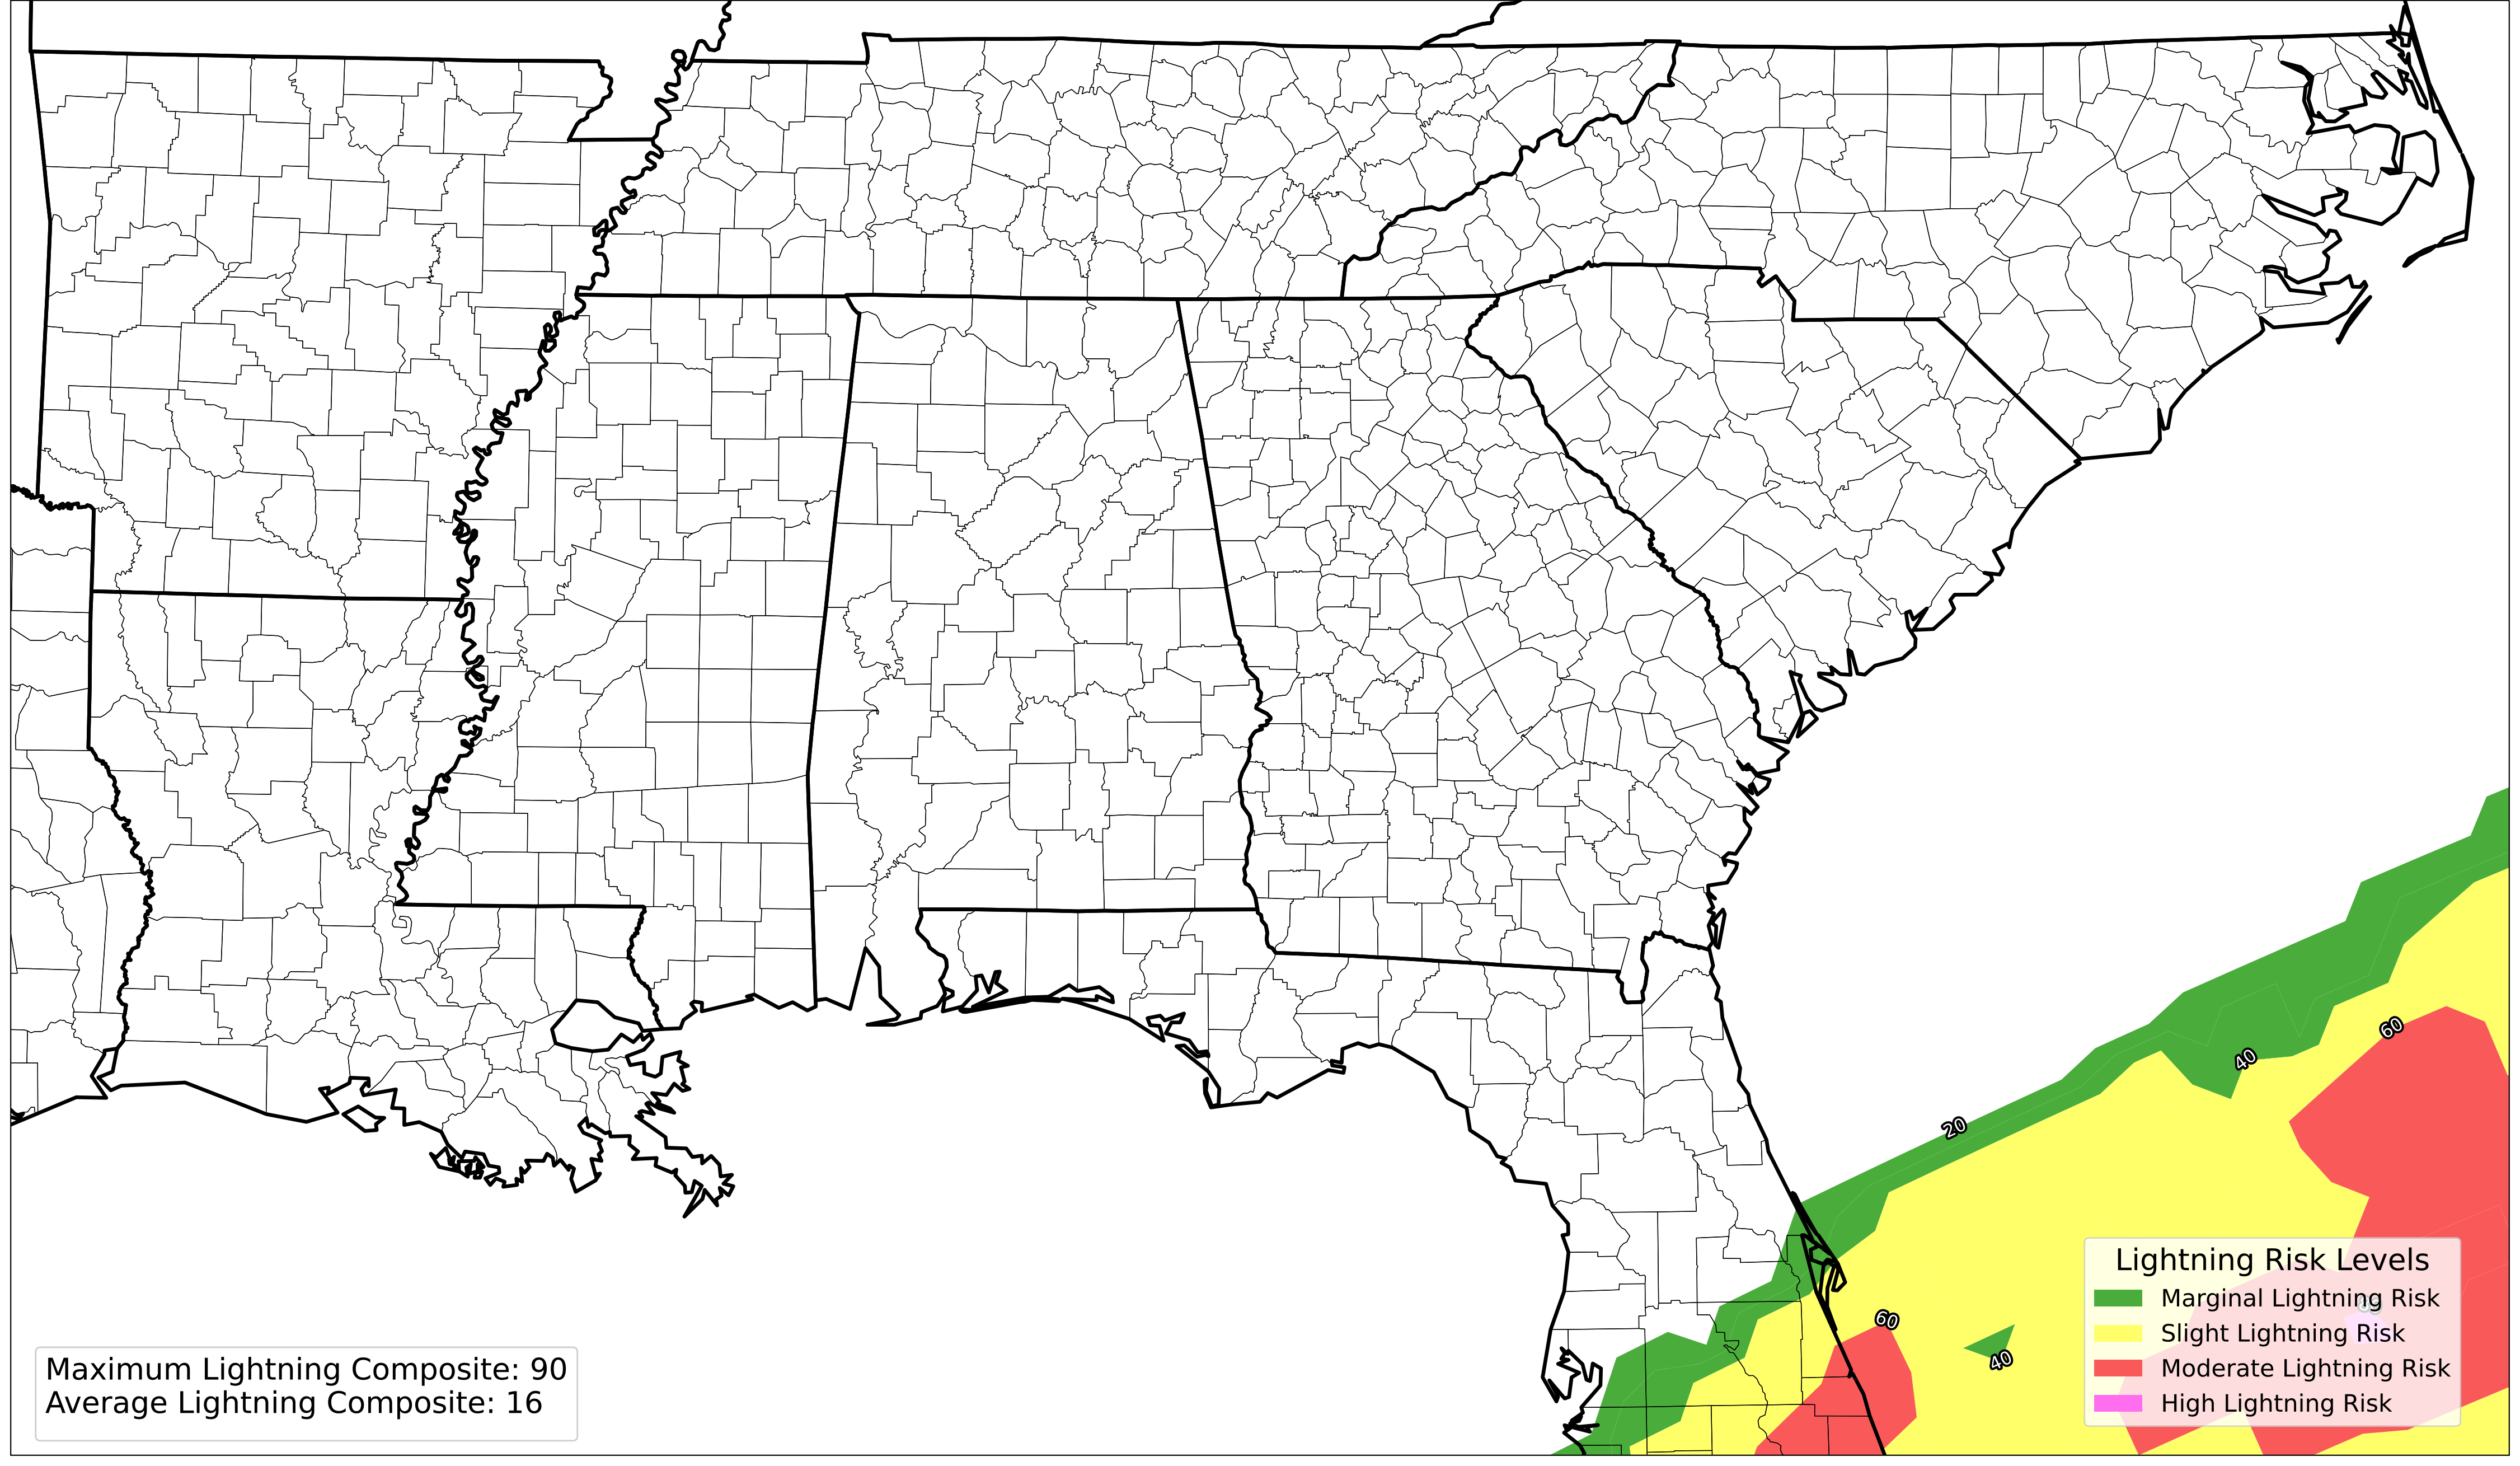 60
40
20
Lightning Risk Levels
Marginal Lightning Risk
Slight Lightning Risk
Moderate Lightning Risk
High Lightning Risk
60
40
Maximum Lightning Composite: 90
Average Lightning Composite: 16